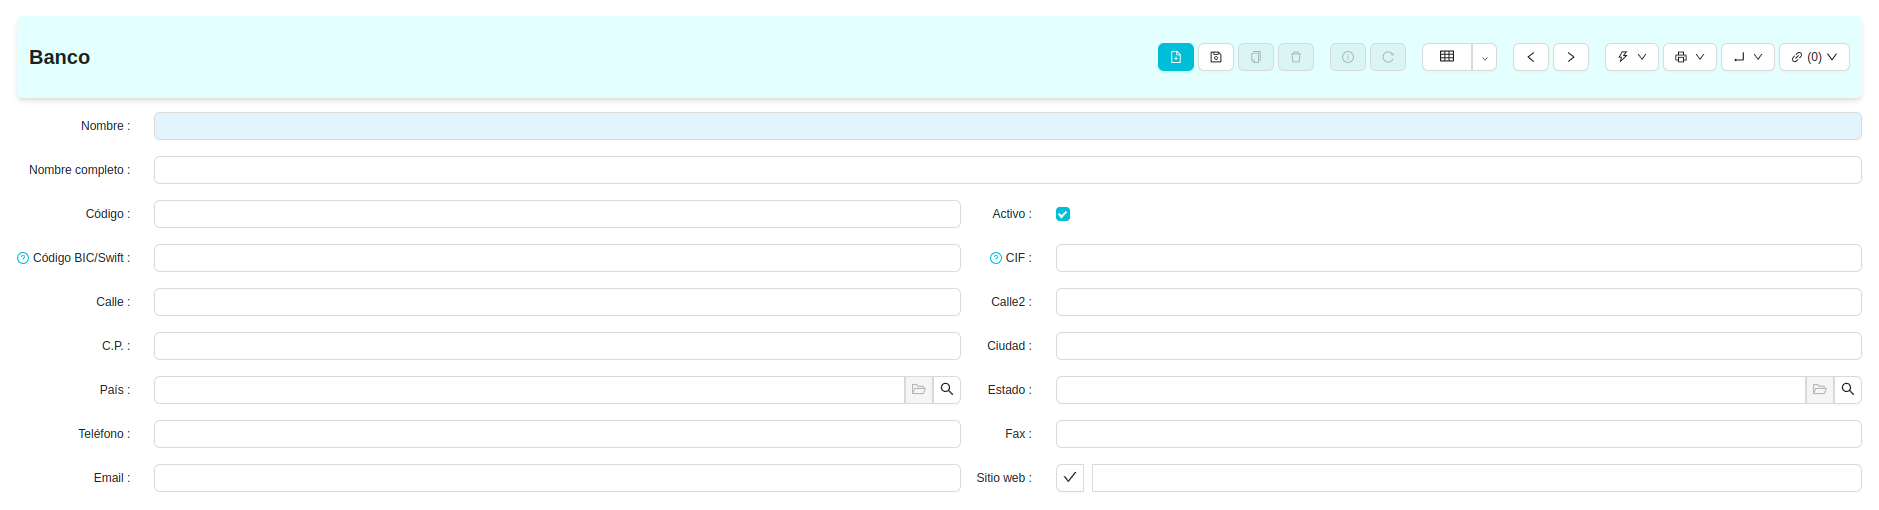 Banco
(0)
Nombre :
Nombre completo :
Código :
Activo :
Código BIC/Swift :
CIF :
Calle :
Calle2 :
C.P. :
Ciudad :
País :
Estado :
Teléfono :
Fax :
Email :
Sitio web :